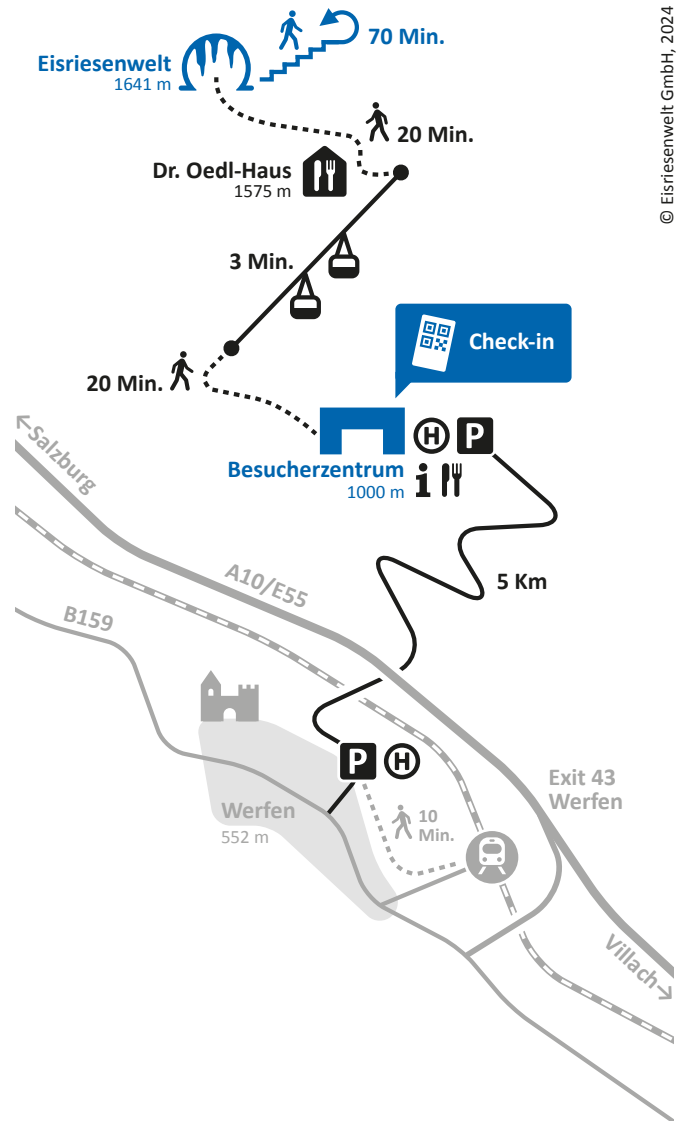 © Eisriesenwelt GmbH, 2024
70 Min.
Eisriesenwelt
1641 m
20 Min.
Dr. Oedl-Haus
1575 m
3 Min.
Check-in
20 Min.
H P
Besucherzentrum
1000 m
i
←Salzburg
5 Km
A10/E55
B159
P H
Exit 43
Werfen
Werfen
552 m
10
Min.
Villach→